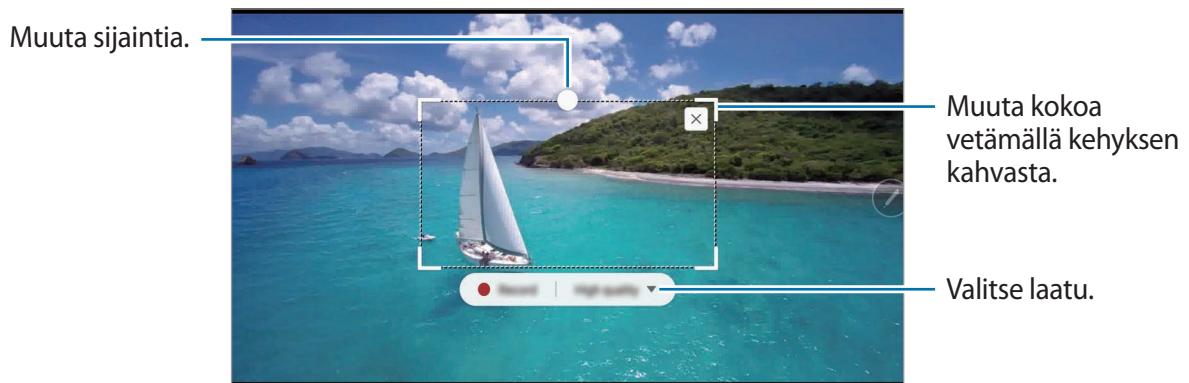 Muuta sijaintia.
Muuta kokoa
vetämällä kehyksen
kahvasta.
Valitse laatu.